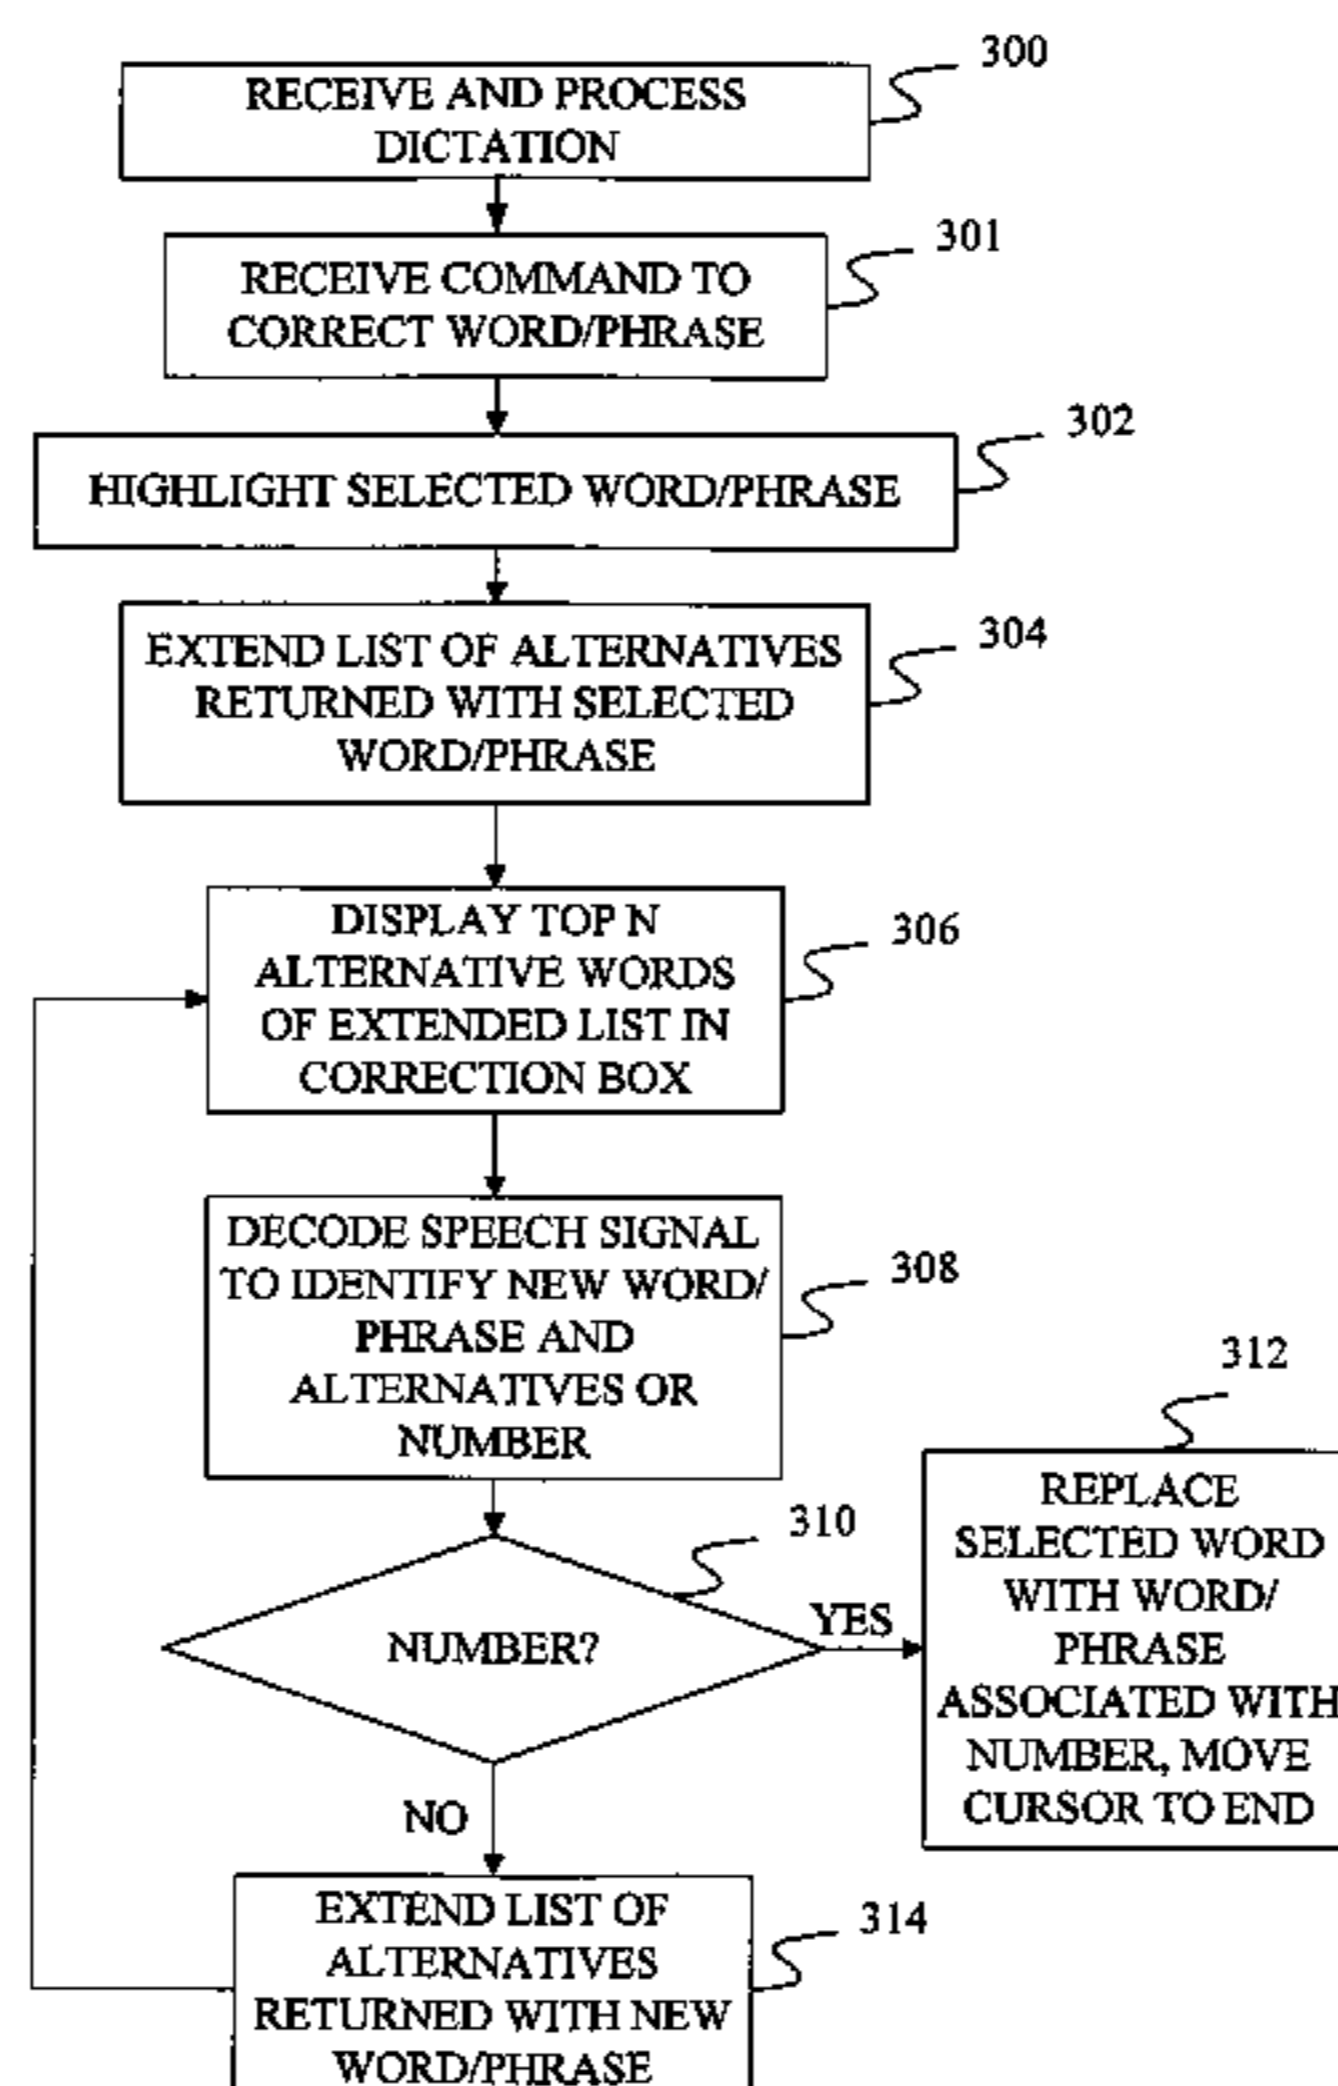 300
RECEIVE AND PROCESS
DICTATION
301
RECEIVE COMMAND TO
CORRECT WORD/PHRASE
302
HIGHLIGHT SELECTED WORD/PHRASE
304
EXTEND LIST OF ALTERNATIVES
RETURNED WITH SELECTED
WORD/PHRASE
306
DISPLAY TOP N
ALTERNATIVE WORDS
OF EXTENDED LIST IN
CORRECTION BOX
308
DECODE SPEECH SIGNAL
TO IDENTIFY NEW WORD/
PHRASE AND
ALTERNATIVES OR
NUMBER
310
NUMBER?
YES
312
REPLACE
SELECTED WORD
WITH WORD/
PHRASE
ASSOCIATED WITH
NUMBER, MOVE
CURSOR TO END
NO
314
EXTEND LIST OF
ALTERNATIVES
RETURNED WITH NEW
WORD/PHRASE